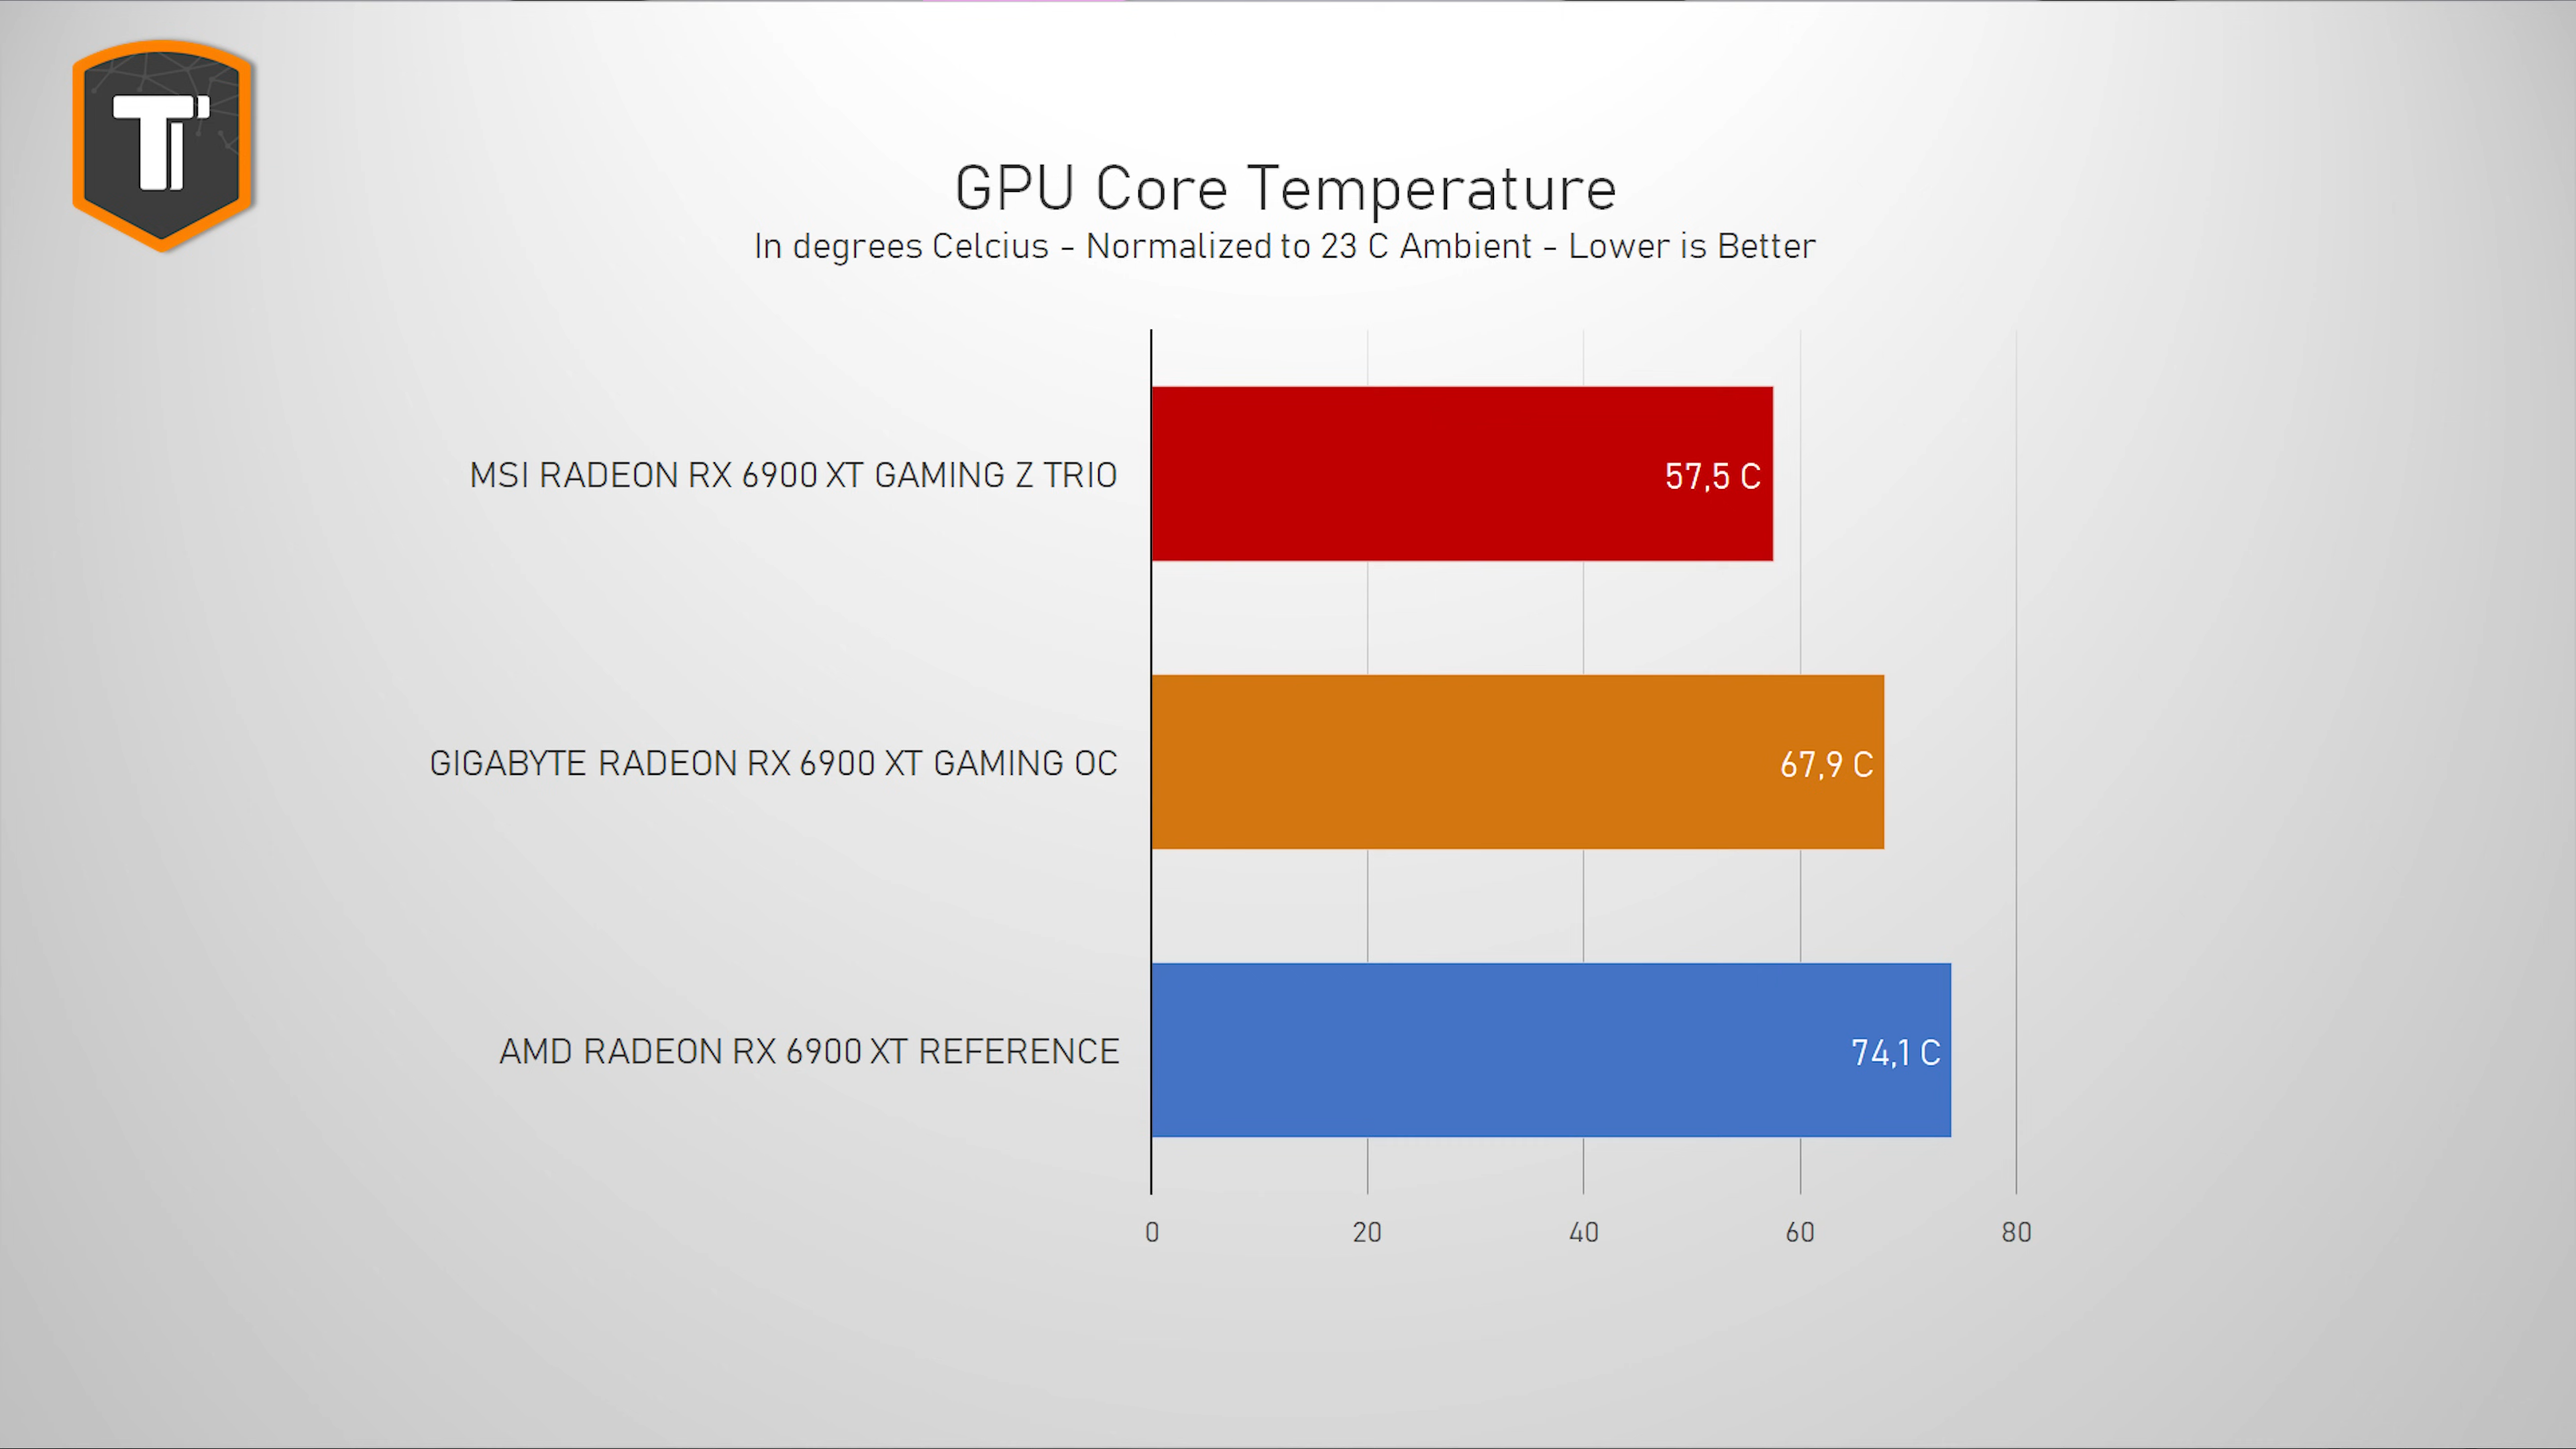 GPU Core Temperature
In degrees Celcius - Normalized to 23 C Ambient - Lower is Better
MSI RADEON RX 6900 XT GAMING Z TRIO
57,5 C
GIGABYTE RADEON RX 6900 XT GAMING OC
67,9 C
AMD RADEON RX 6900 XT REFERENCE
74,1 C
0 20 40 60 80